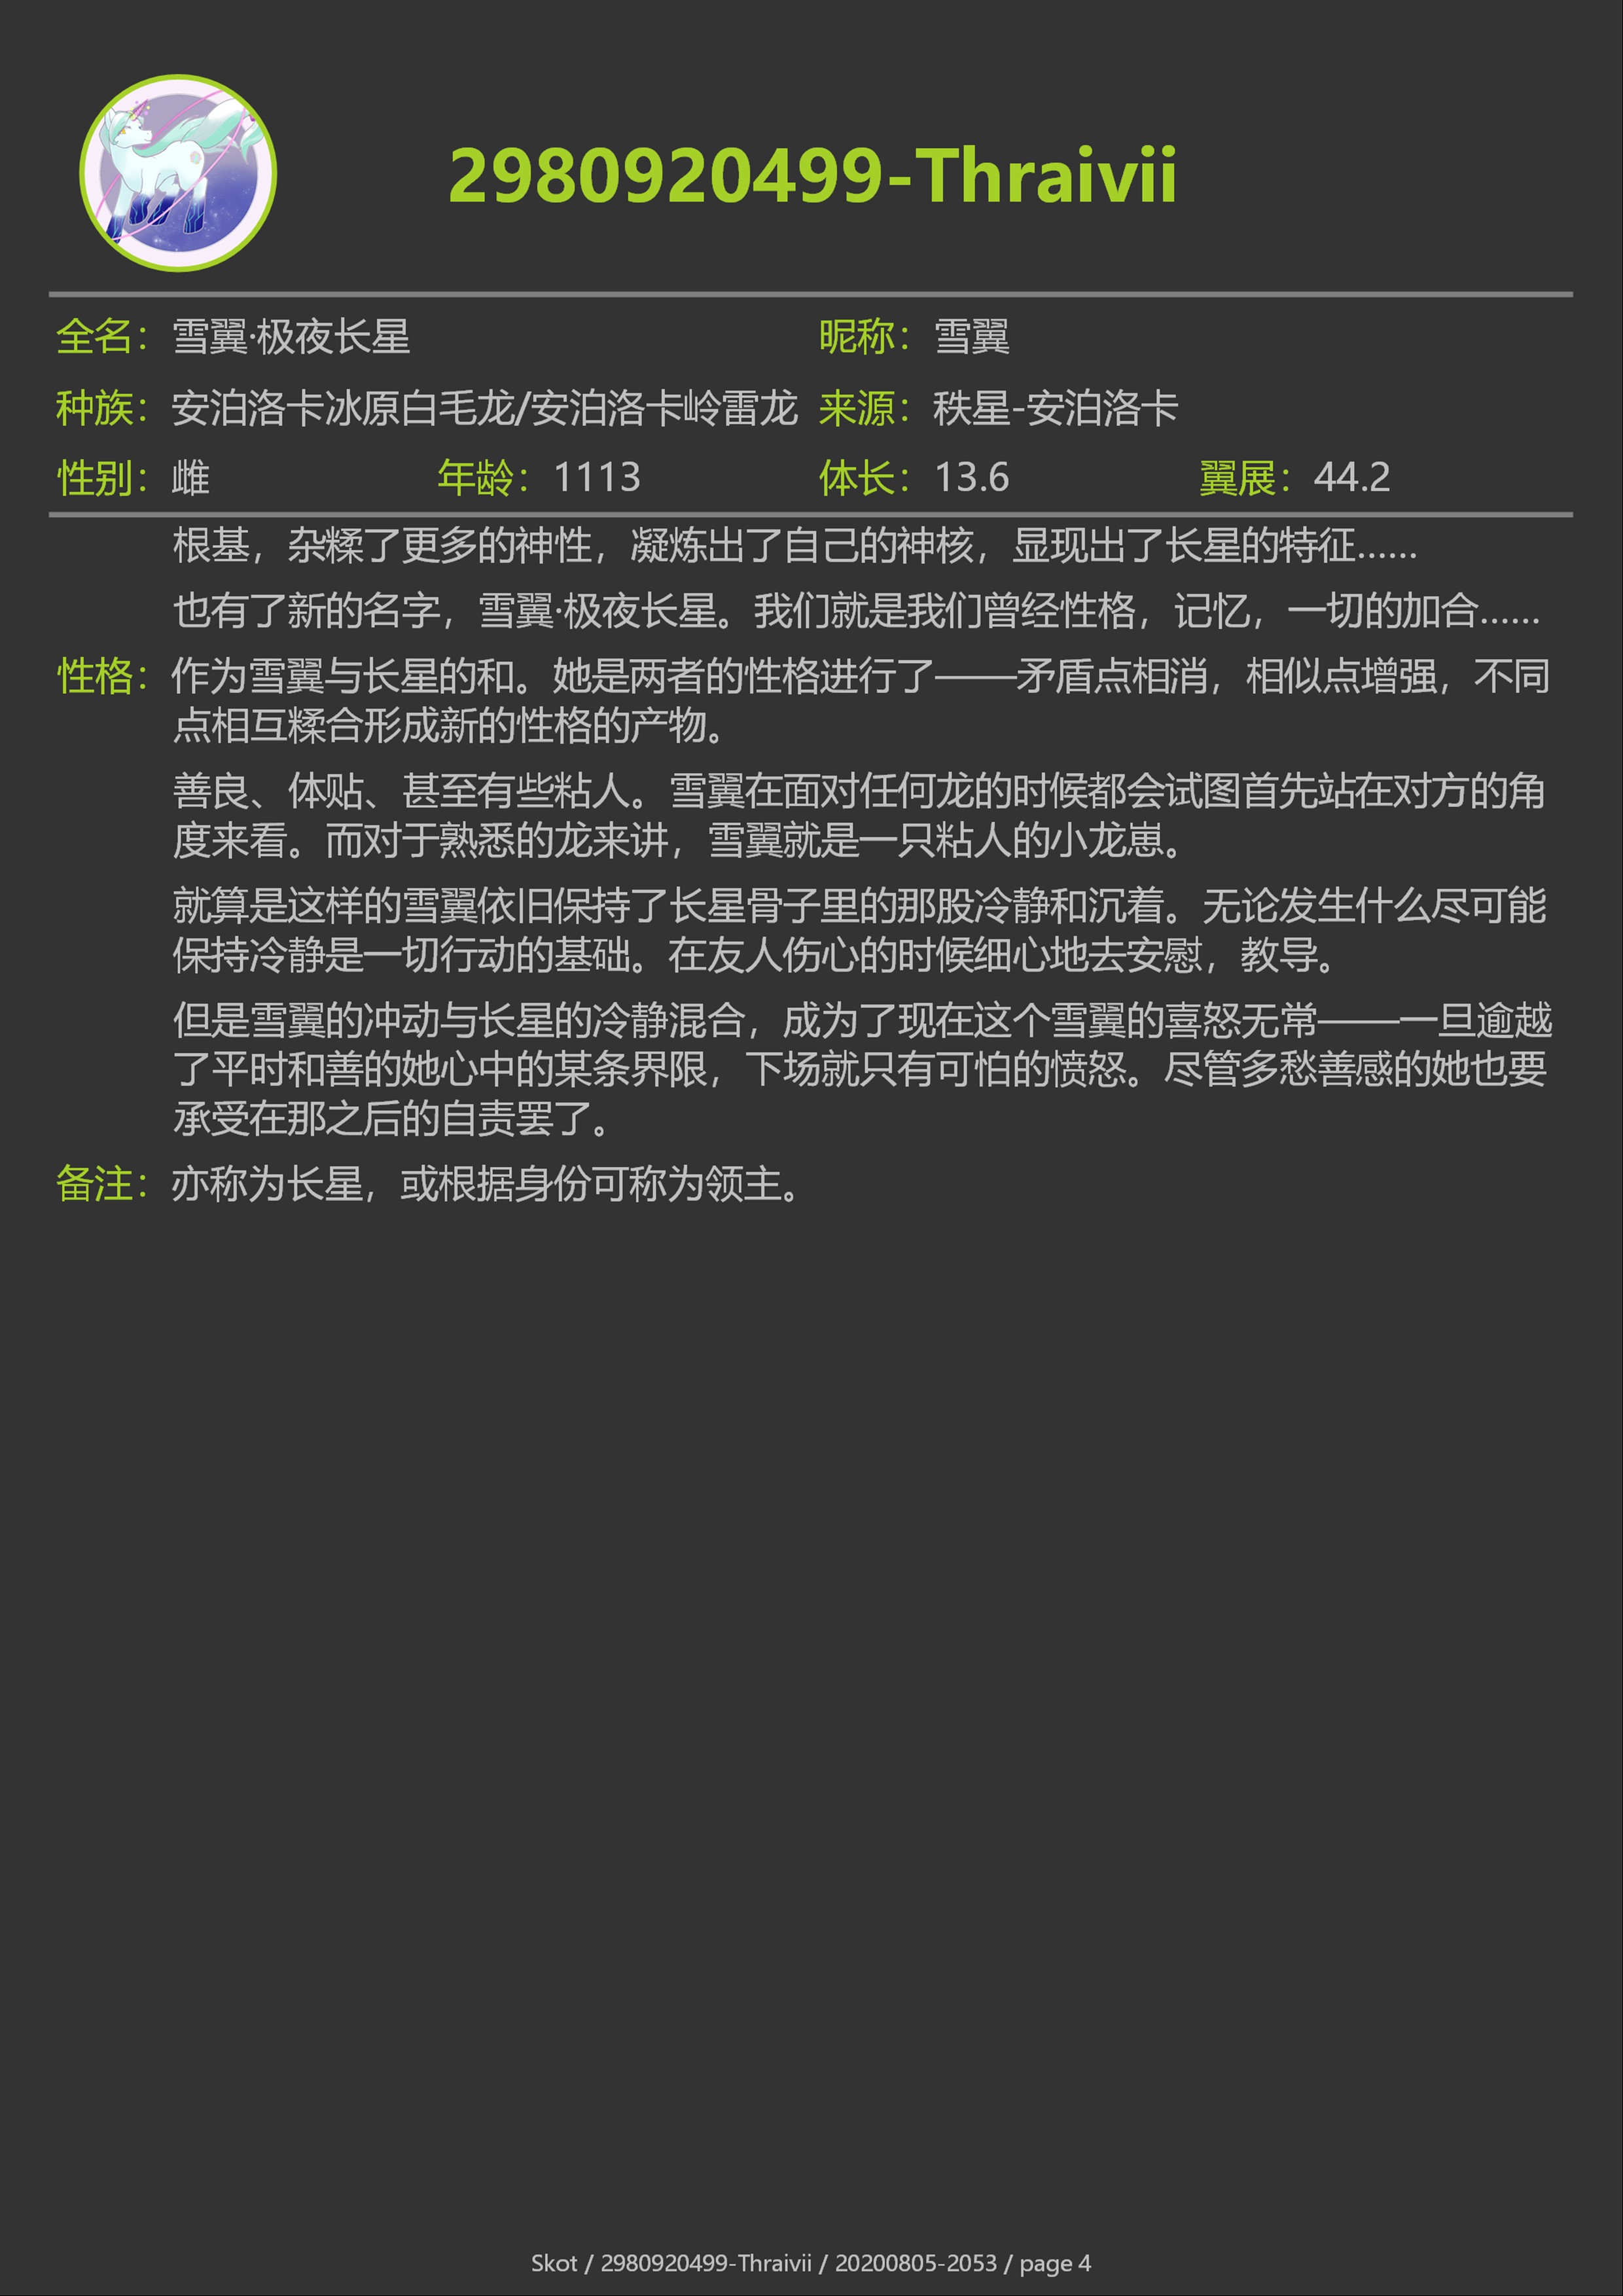 2980920499-Thraivii
全名：雪翼·极夜长星 昵称：雪翼
种族：安泊洛卡冰原白毛龙/安泊洛卡岭雷龙 来源：秩星-安泊洛卡
性别：雌 年龄：1113 体长：13.6 翼展：44.2
根基，杂糅了更多的神性，凝炼出了自己的神核，显现出了长星的特征……
也有了新的名字，雪翼·极夜长星。我们就是我们曾经性格，记忆，一切的加合……
性格：作为雪翼与长星的和。她是两者的性格进行了——矛盾点相消，相似点增强，不同
点相互糅合形成新的性格的产物。
善良、体贴、甚至有些粘人。雪翼在面对任何龙的时候都会试图首先站在对方的角
度来看。而对于熟悉的龙来讲，雪翼就是一只粘人的小龙崽。
就算是这样的雪翼依旧保持了长星骨子里的那股冷静和沉着。无论发生什么尽可能
保持冷静是一切行动的基础。在友人伤心的时候细心地去安慰，教导。
但是雪翼的冲动与长星的冷静混合，成为了现在这个雪翼的喜怒无常——一旦逾越
了平时和善的她心中的某条界限，下场就只有可怕的愤怒。尽管多愁善感的她也要
承受在那之后的自责罢了。
备注：亦称为长星，或根据身份可称为领主。
Skot / 2980920499-Thraivii / 20200805-2053 / page 4